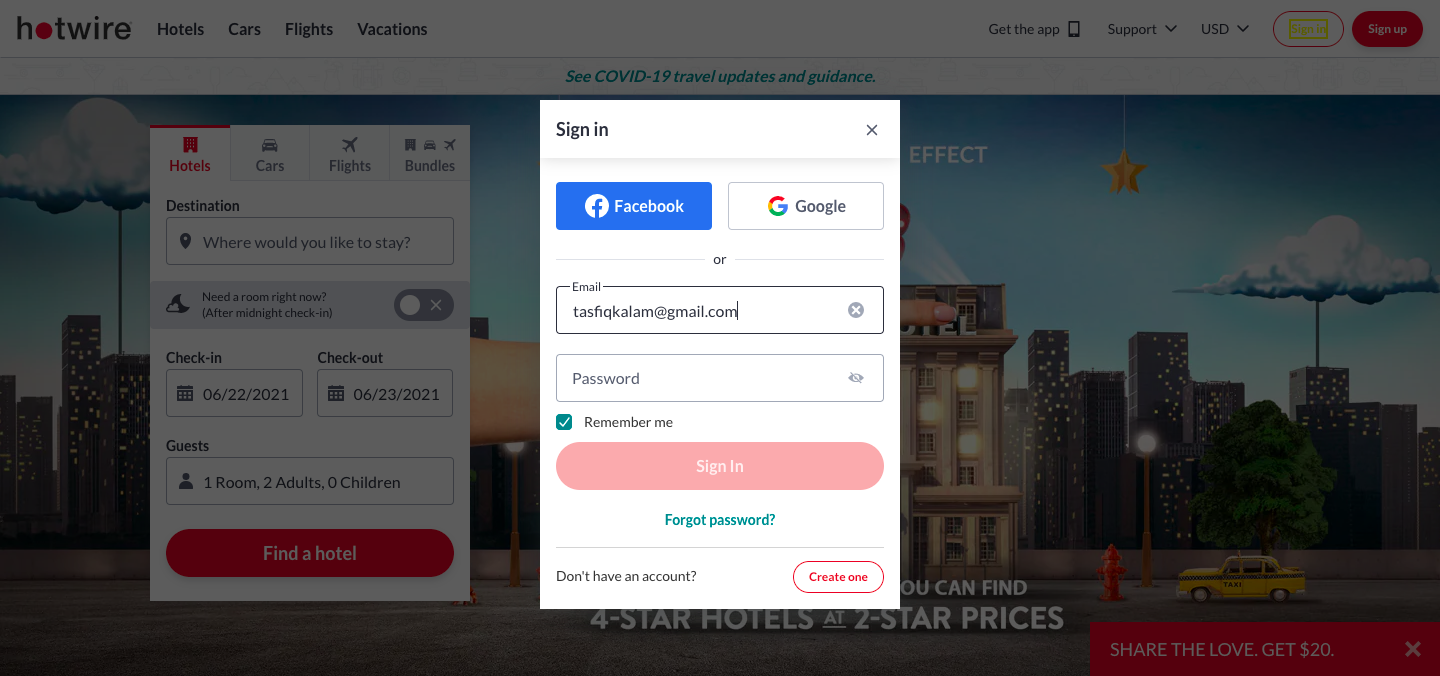 hotwire
Hotels
Cars
Flights
Vacations
Get the app
Support
USD
Sign in
Sign up
See COVID-19 travel updates and guidance.
Hotels
Cars
Flights
Bundles
Destination
Where would you like to stay?
Need a room right now?
(After midnight check-in)
Check-in
Check-out
06/22/2021
06/23/2021
Guests
1 Room, 2 Adults, 0 Children
Find a hotel
Sign in
Facebook
Google
or
Email
tasfiqkalam@gmail.com
Password
Remember me
Sign In
Forgot password?
Don't have an account?
Create one
EFFECT
TAXI
YOU CAN FIND
4-STAR HOTELS AT 2-STAR PRICES
SHARE THE LOVE. GET $20.